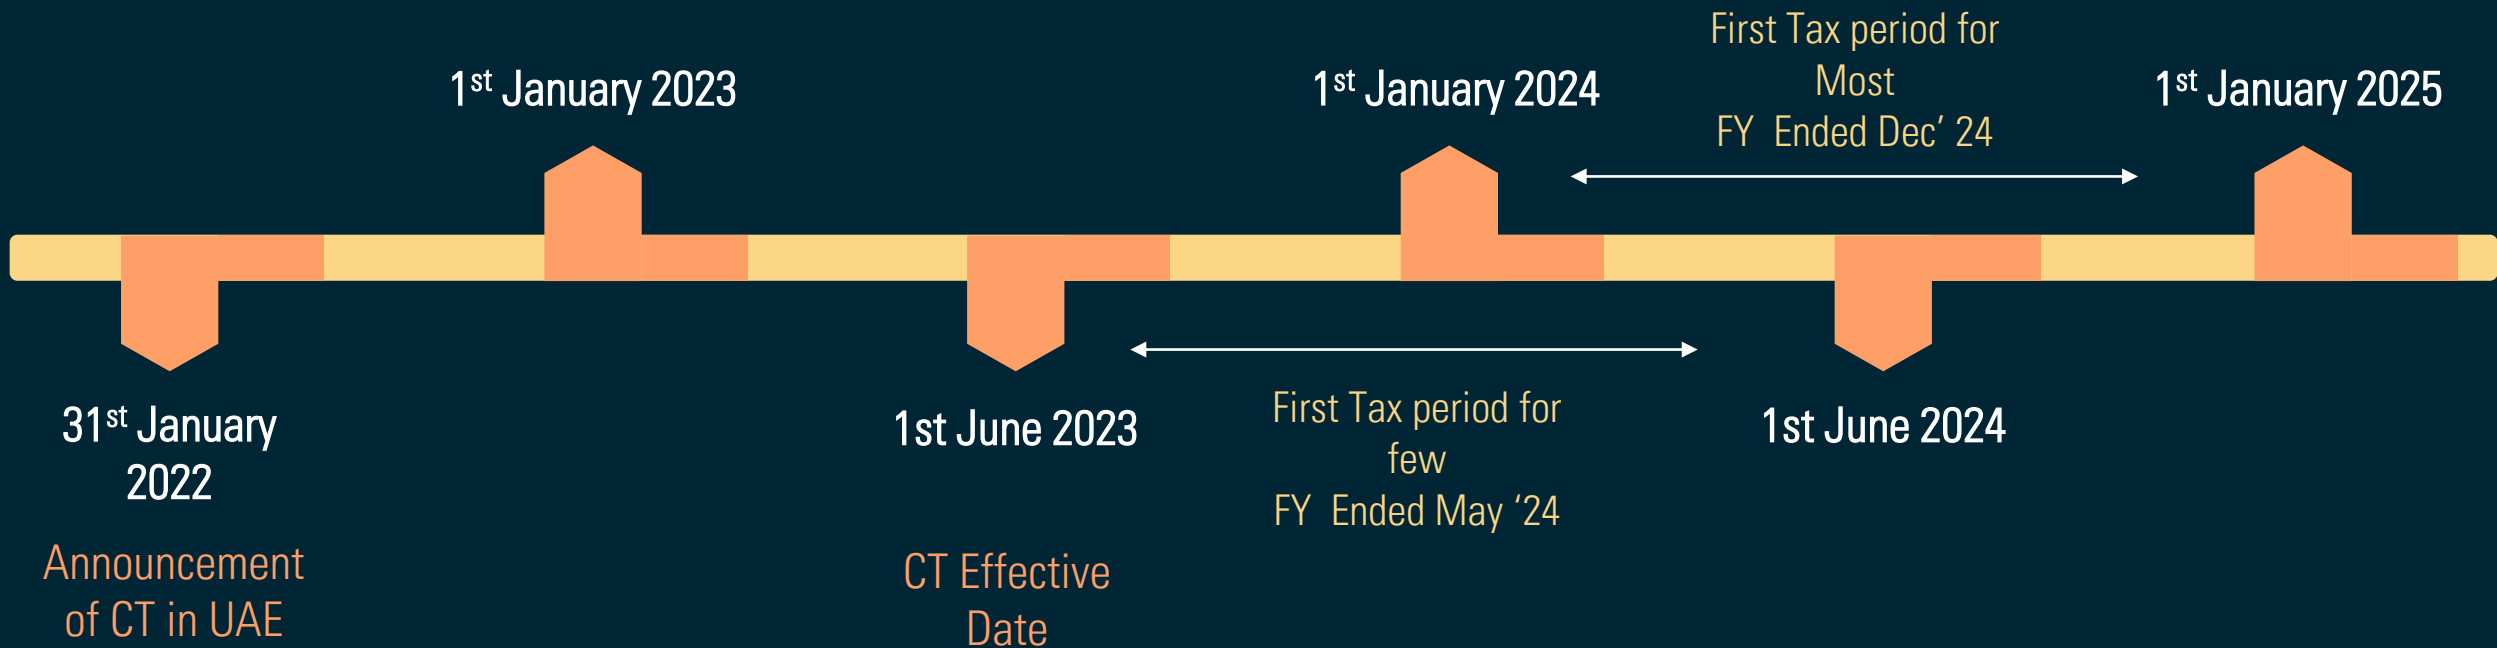 1st January 2023
1st January 2024
First Tax period for
Most
FY Ended Dec’ 24
1st January 2025
31st January
2022
Announcement
of CT in UAE
1st June 2023
CT Effective
Date
First Tax period for
few
FY Ended May ‘24
1st June 2024